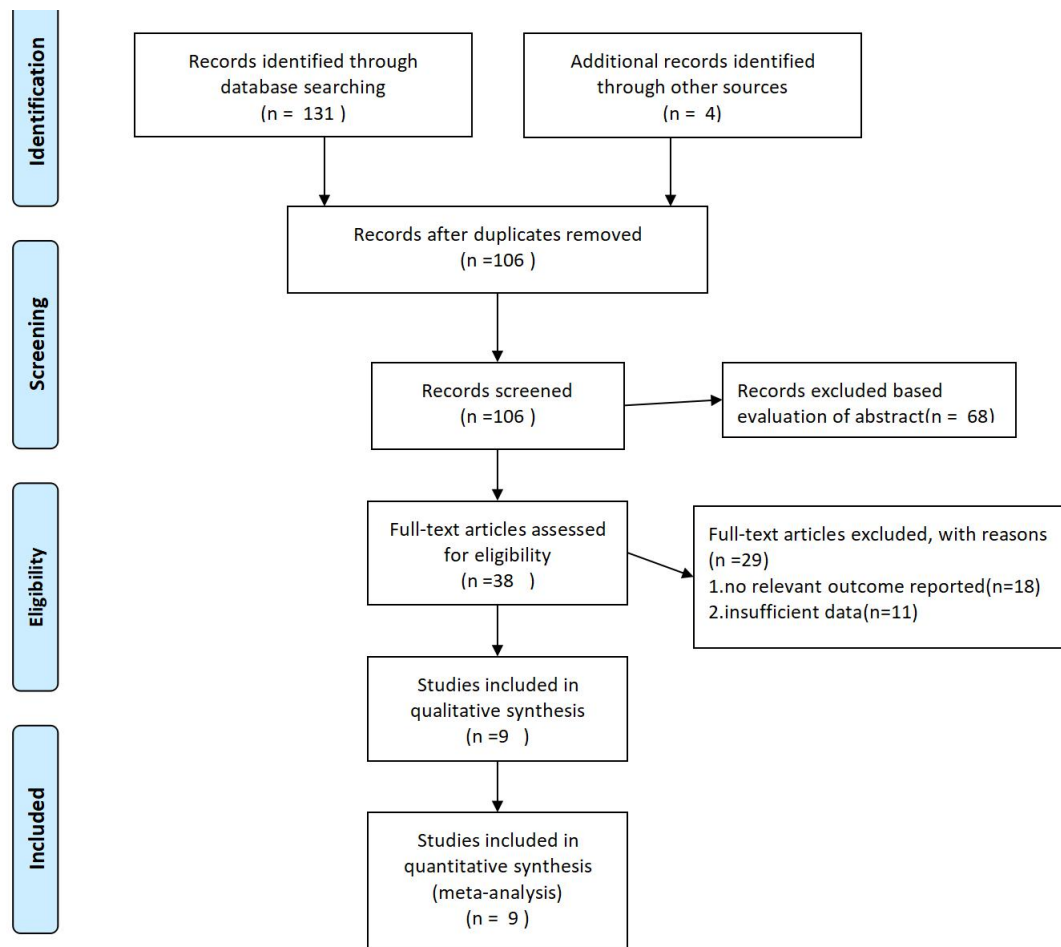 Identification
Records identified through
database searching
(n = 131 )
Additional records identified
through other sources
(n = 4)
Records after duplicates removed
(n =106 )
Screening
Records screened
(n =106 )
Records excluded based
evaluation of abstract(n = 68)
Eligibility
Full-text articles assessed
for eligibility
(n =38 )
Full-text articles excluded, with reasons
(n =29)
1.no relevant outcome reported(n=18)
2.insufficient data(n=11)
Studies included in
qualitative synthesis
(n =9 )
Included
Studies included in
quantitative synthesis
(meta-analysis)
(n = 9 )